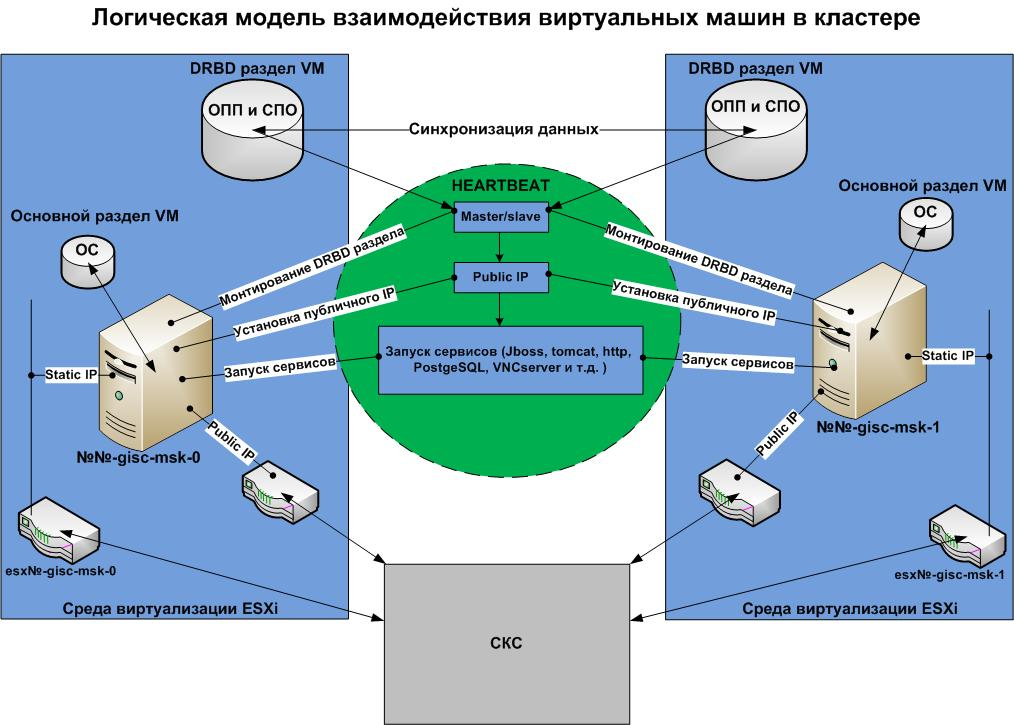 Логическая модель взаимодействия виртуальных машин в кластере
DRBD раздел VM
DRBD раздел VM
ОПП и СПО
ОПП и СПО
Синхронизация данных
HEARTBEAT
Основной раздел VM
Основной раздел VM
ОС
ОС
Master/slave
Монтирование DRBD раздела
Монтирование DRBD раздела
Public IP
Установка публичного IP
Установка публичного IP
Запуск сервисов (Jboss, tomcat, http,
PostgeSQL, VNCserver и т.д. )
Запуск сервисов
Запуск сервисов
Static IP
Static IP
Public IP
Public IP
№№-gisc-msk-0
№№-gisc-msk-1
esx№-gisc-msk-0
esx№-gisc-msk-1
Среда виртуализации ESXi
Среда виртуализации ESXi
СКС